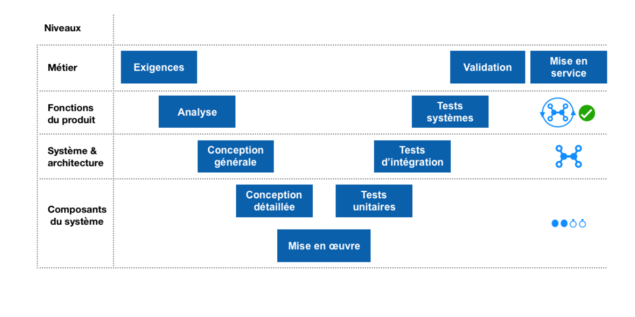 Niveaux
Métier
Exigences
Validation
Mise en
service
Fonctions
du produit
Analyse
Tests
systèmes
Système &
architecture
Conception
générale
Tests
d'intégration
Composants
du système
Conception
détaillée
Tests
unitaires
Mise en œuvre